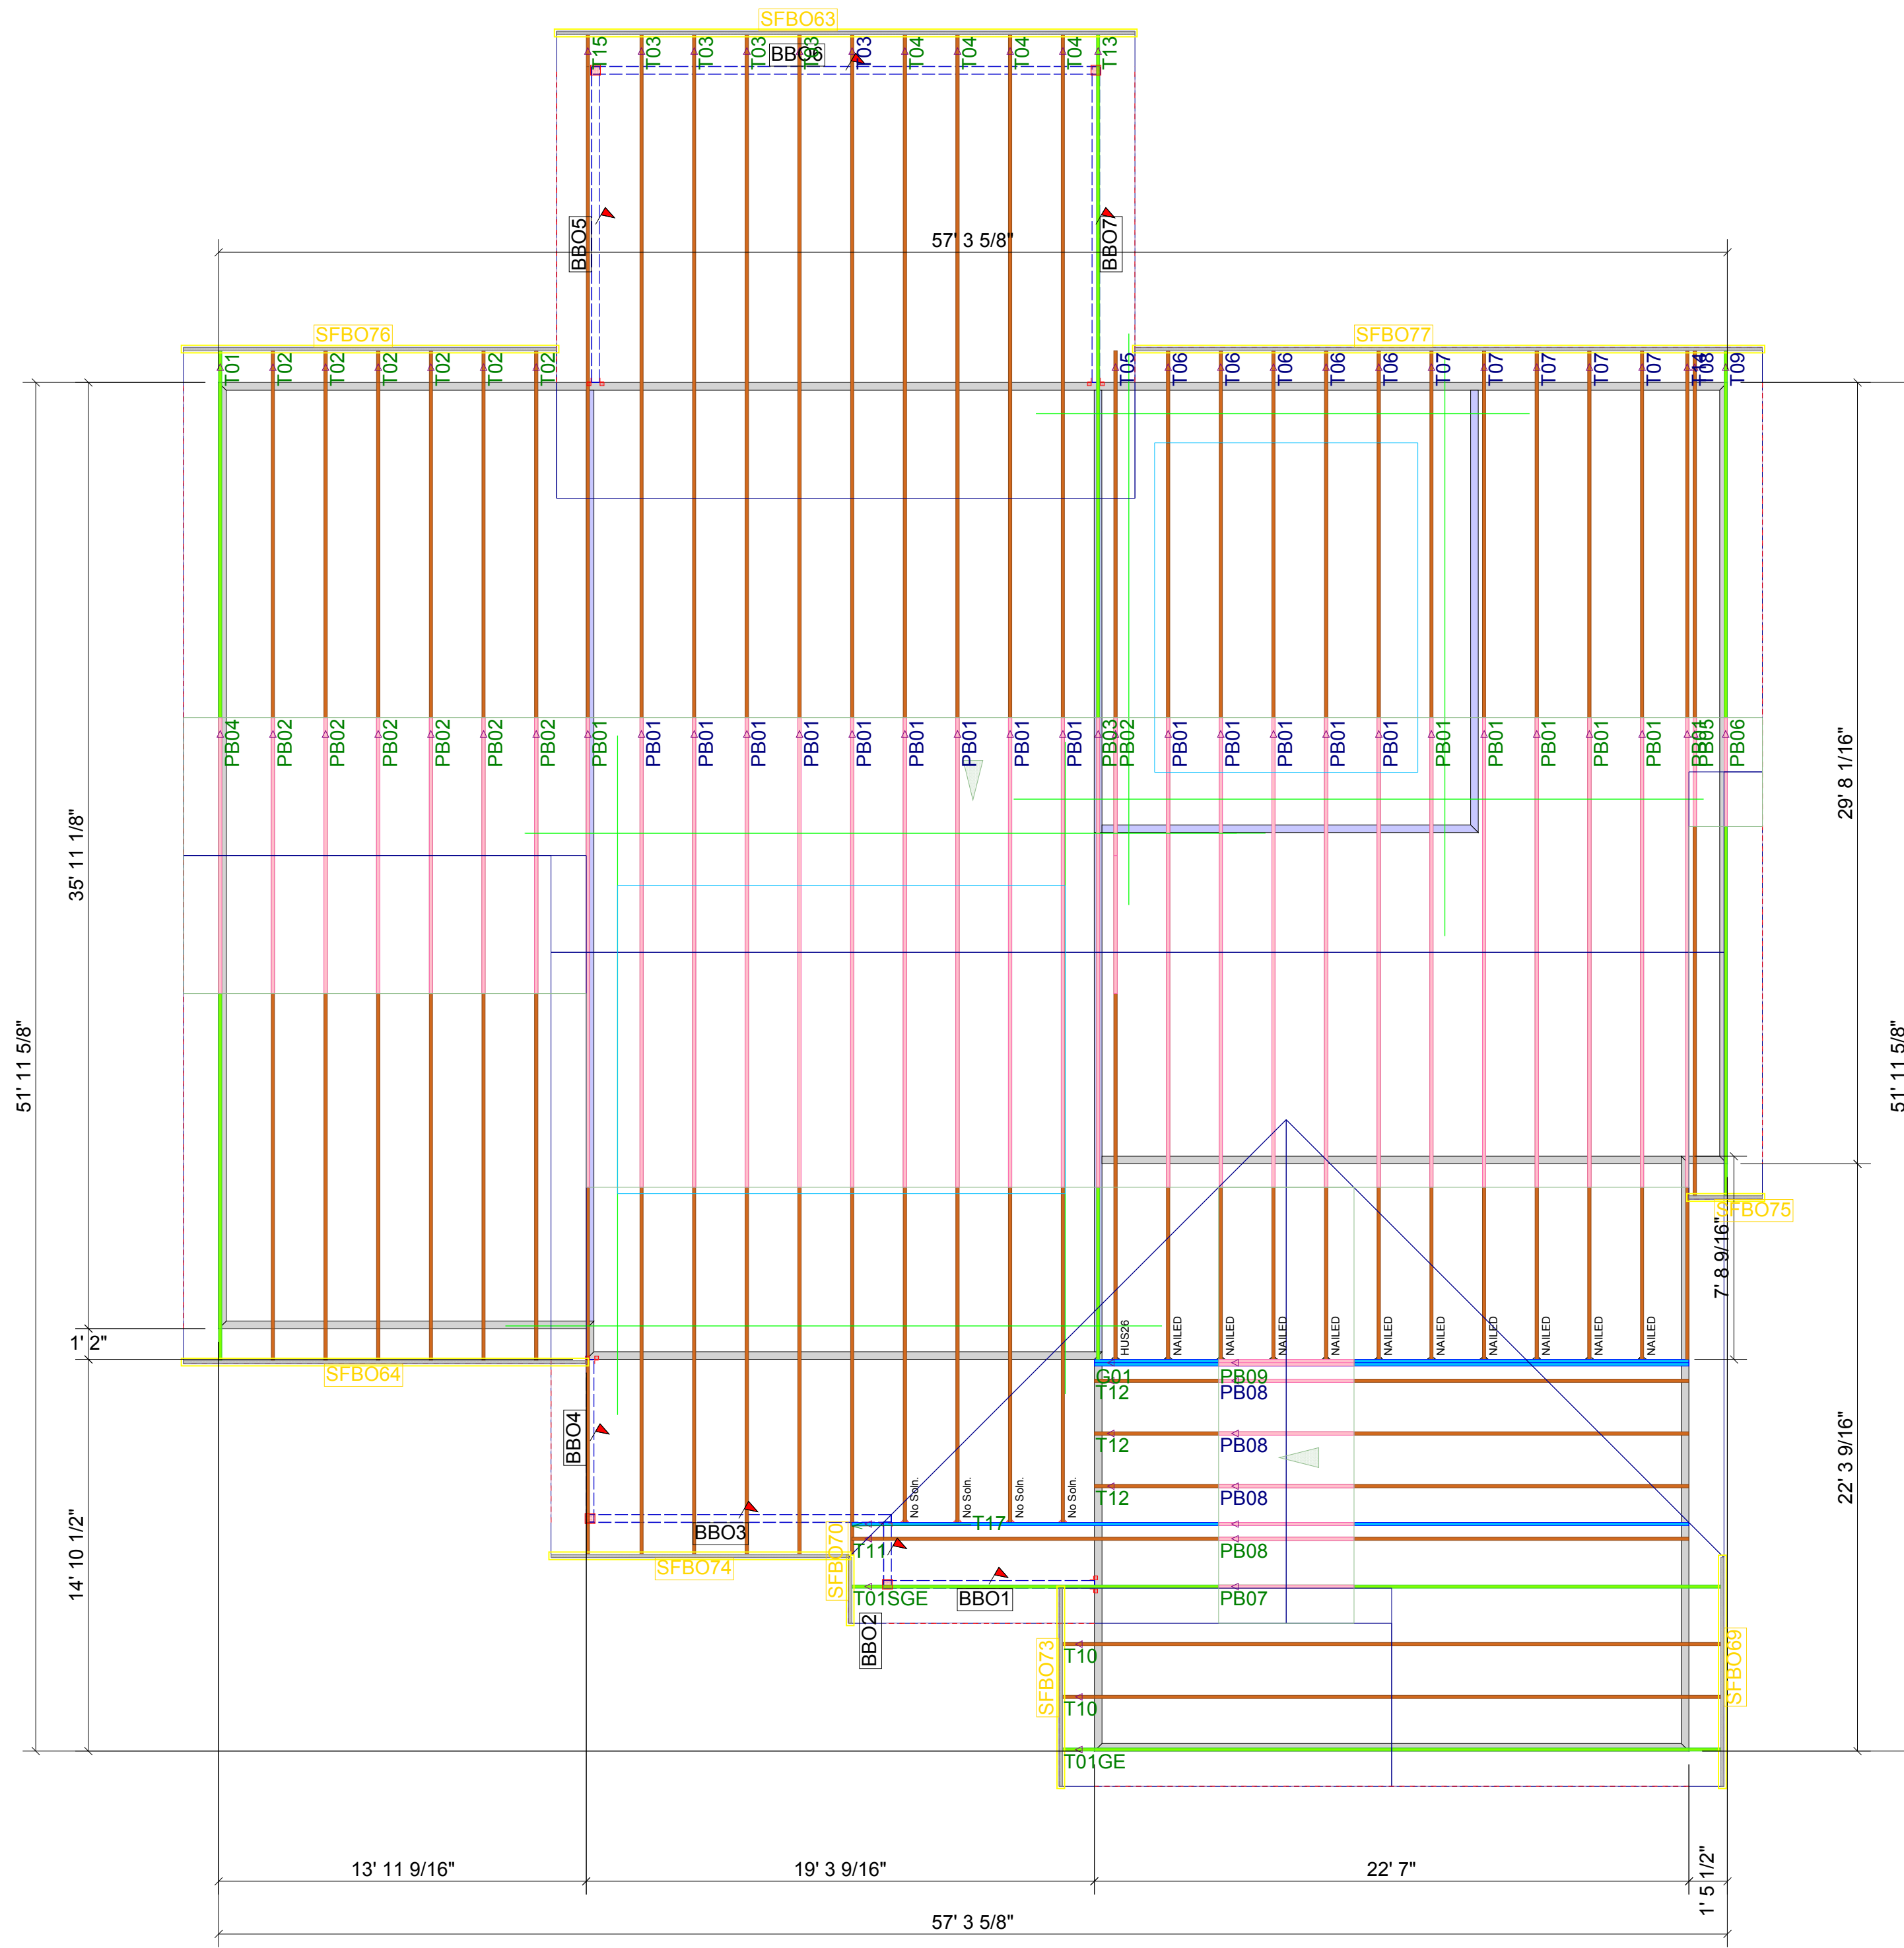 SFBO63
T15 T03 T03 T03 T03 T03 T04 T04 T04 T04 T13
BBO6
BBO5
BBO7
57' 3 5/8"
SFBO76
SFBO77
T01 T02 T02 T02 T02 T02 T02
T05 T06 T06 T06 T06 T06 T07 T07 T07 T07 T07 T14 T08 T09
PB04 PB02 PB02 PB02 PB02 PB02 PB02 PB01 PB01 PB01 PB01 PB01 PB01 PB01 PB01 PB01 PB01 PB03 PB02 PB01 PB01 PB01 PB01 PB01 PB01 PB01 PB01 PB01 PB01 PB01 PB05 PB06
35' 11 1/8"
29' 8 1/16"
51' 11 5/8"
51' 11 5/8"
SFBO75
7' 8 9/16"
1' 2"
HUS26 NAILED NAILED NAILED NAILED NAILED NAILED NAILED NAILED NAILED NAILED
SFBO64
G01 PB09
T12 PB08
BBO4
T12 PB08
T12 PB08
No Soln. No Soln. No Soln. No Soln.
T17
BBO3
T11 PB08
SFBO74
SFBO70
T01SGE BBO1 PB07
BBO2
14' 10 1/2"
22' 3 9/16"
T10
SFBO73
SFBO69
T10
T01GE
13' 11 9/16"
19' 3 9/16"
22' 7"
1' 5 1/2"
57' 3 5/8"